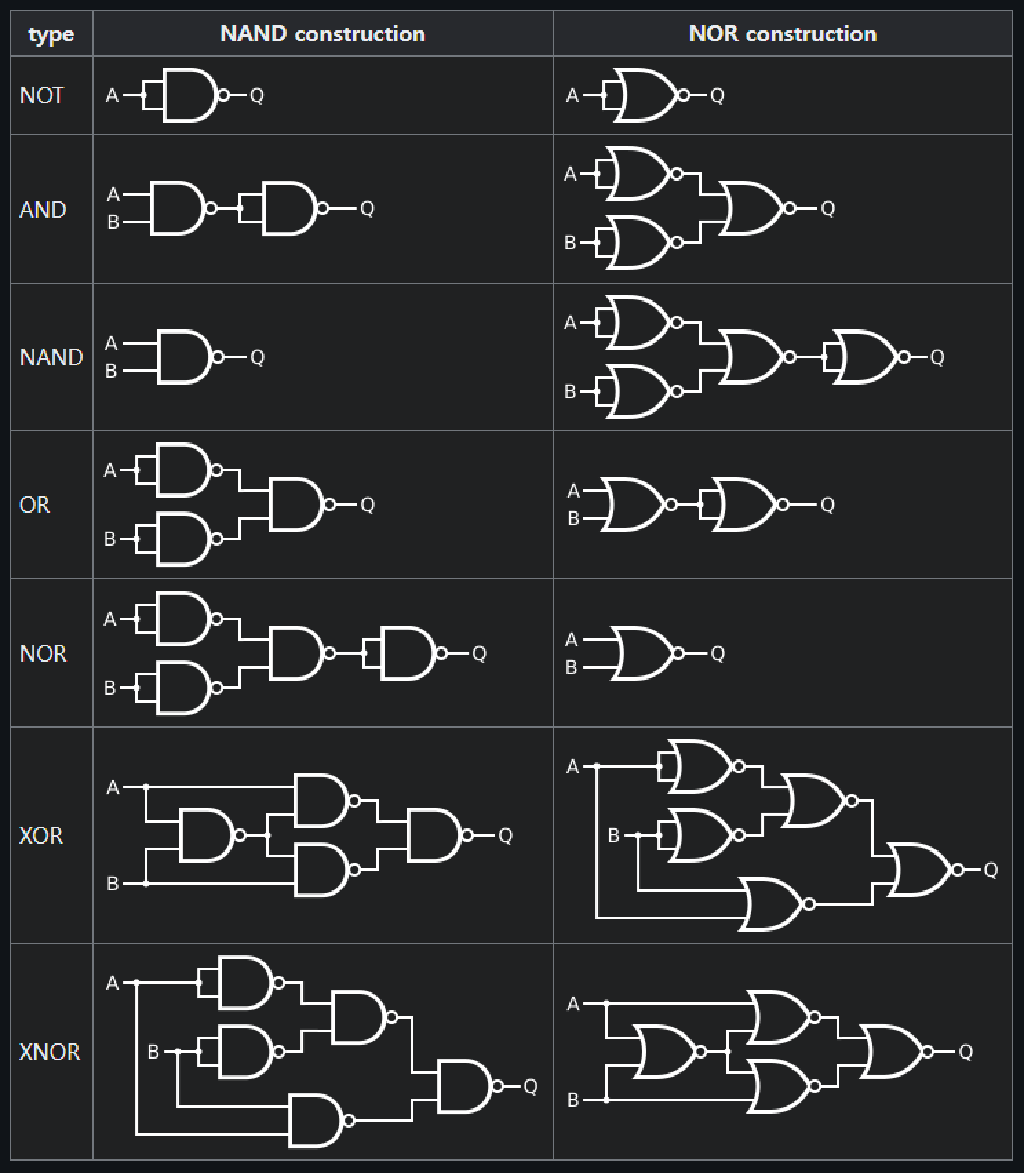 type NAND construction NOR construction
NOT A Q A Q
AND A B Q A B Q
NAND A B Q A B Q
OR A B Q A B Q
NOR A B Q A B Q
XOR A B Q A B Q
XNOR A B Q A B Q